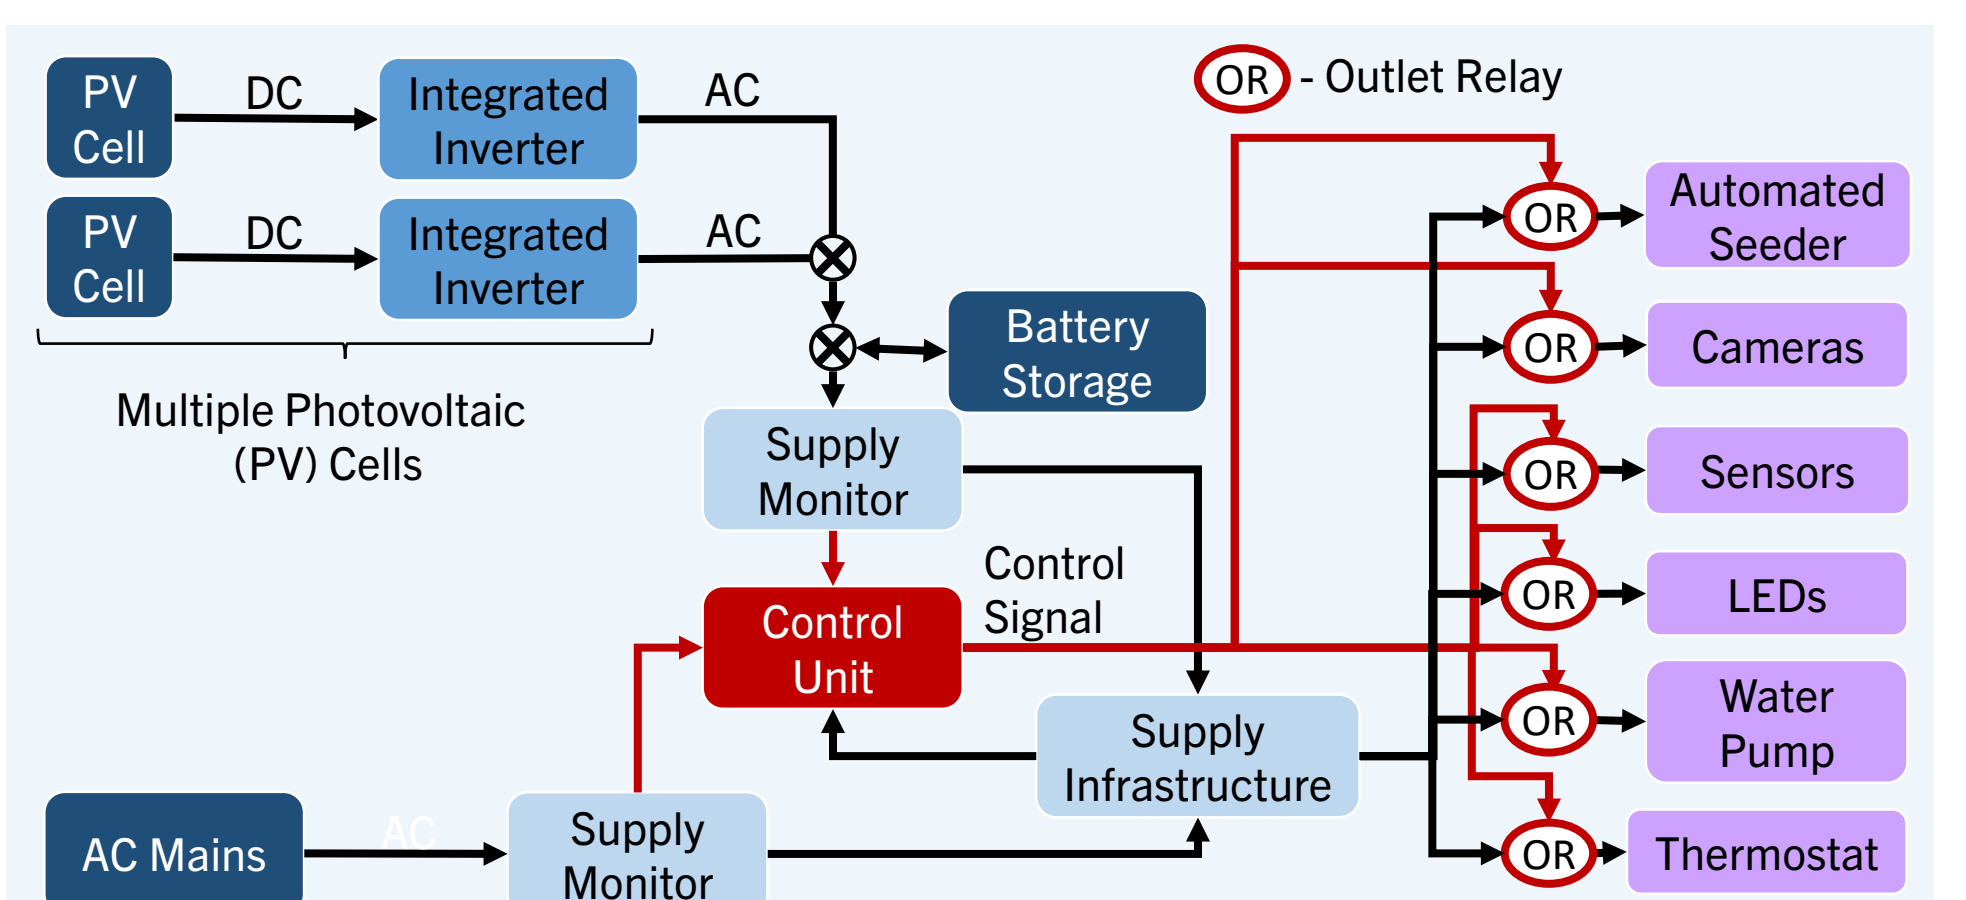 PV
Cell
DC
Integrated
Inverter
AC
OR - Outlet Relay
PV
Cell
DC
Integrated
Inverter
AC
Multiple Photovoltaic
(PV) Cells
Battery
Storage
Supply
Monitor
Control
Unit
Control
Signal
Supply
Infrastructure
AC Mains
AC
Supply
Monitor
OR
Automated
Seeder
OR
Cameras
OR
Sensors
OR
LEDs
OR
Water
Pump
OR
Thermostat